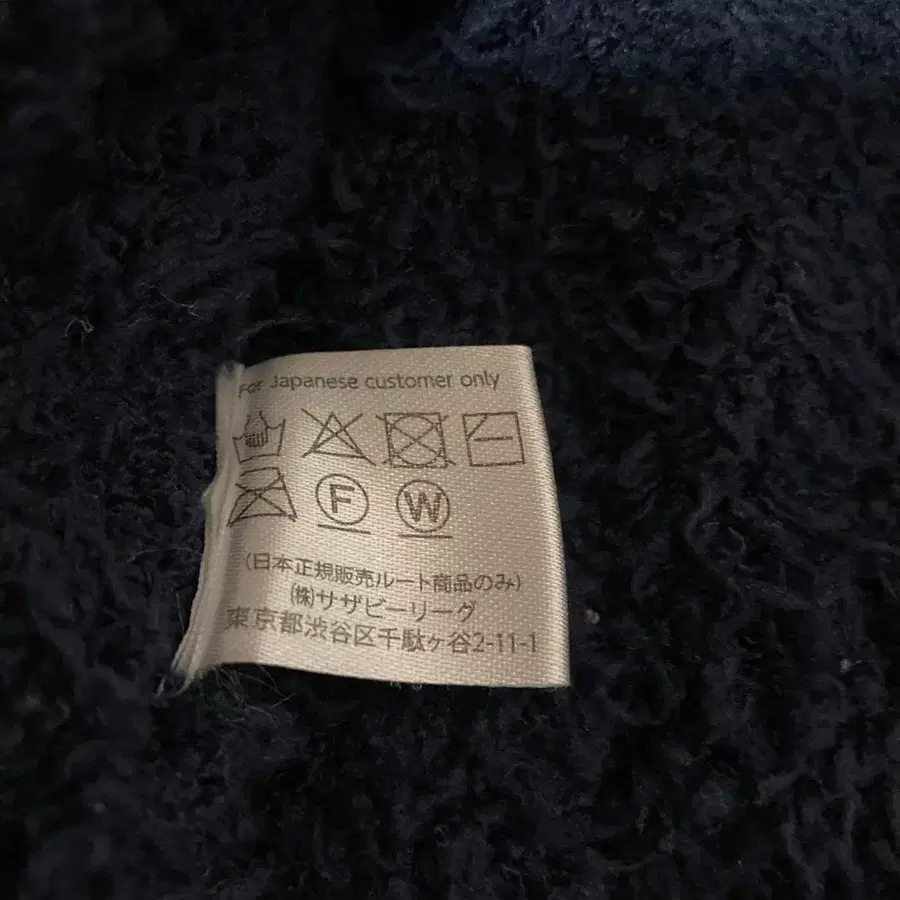 For Japanese customer only
F W
(日本正規販売ルート商品のみ)
(株)サザビーリーグ
東京都渋谷区千駄ヶ谷2-11-1